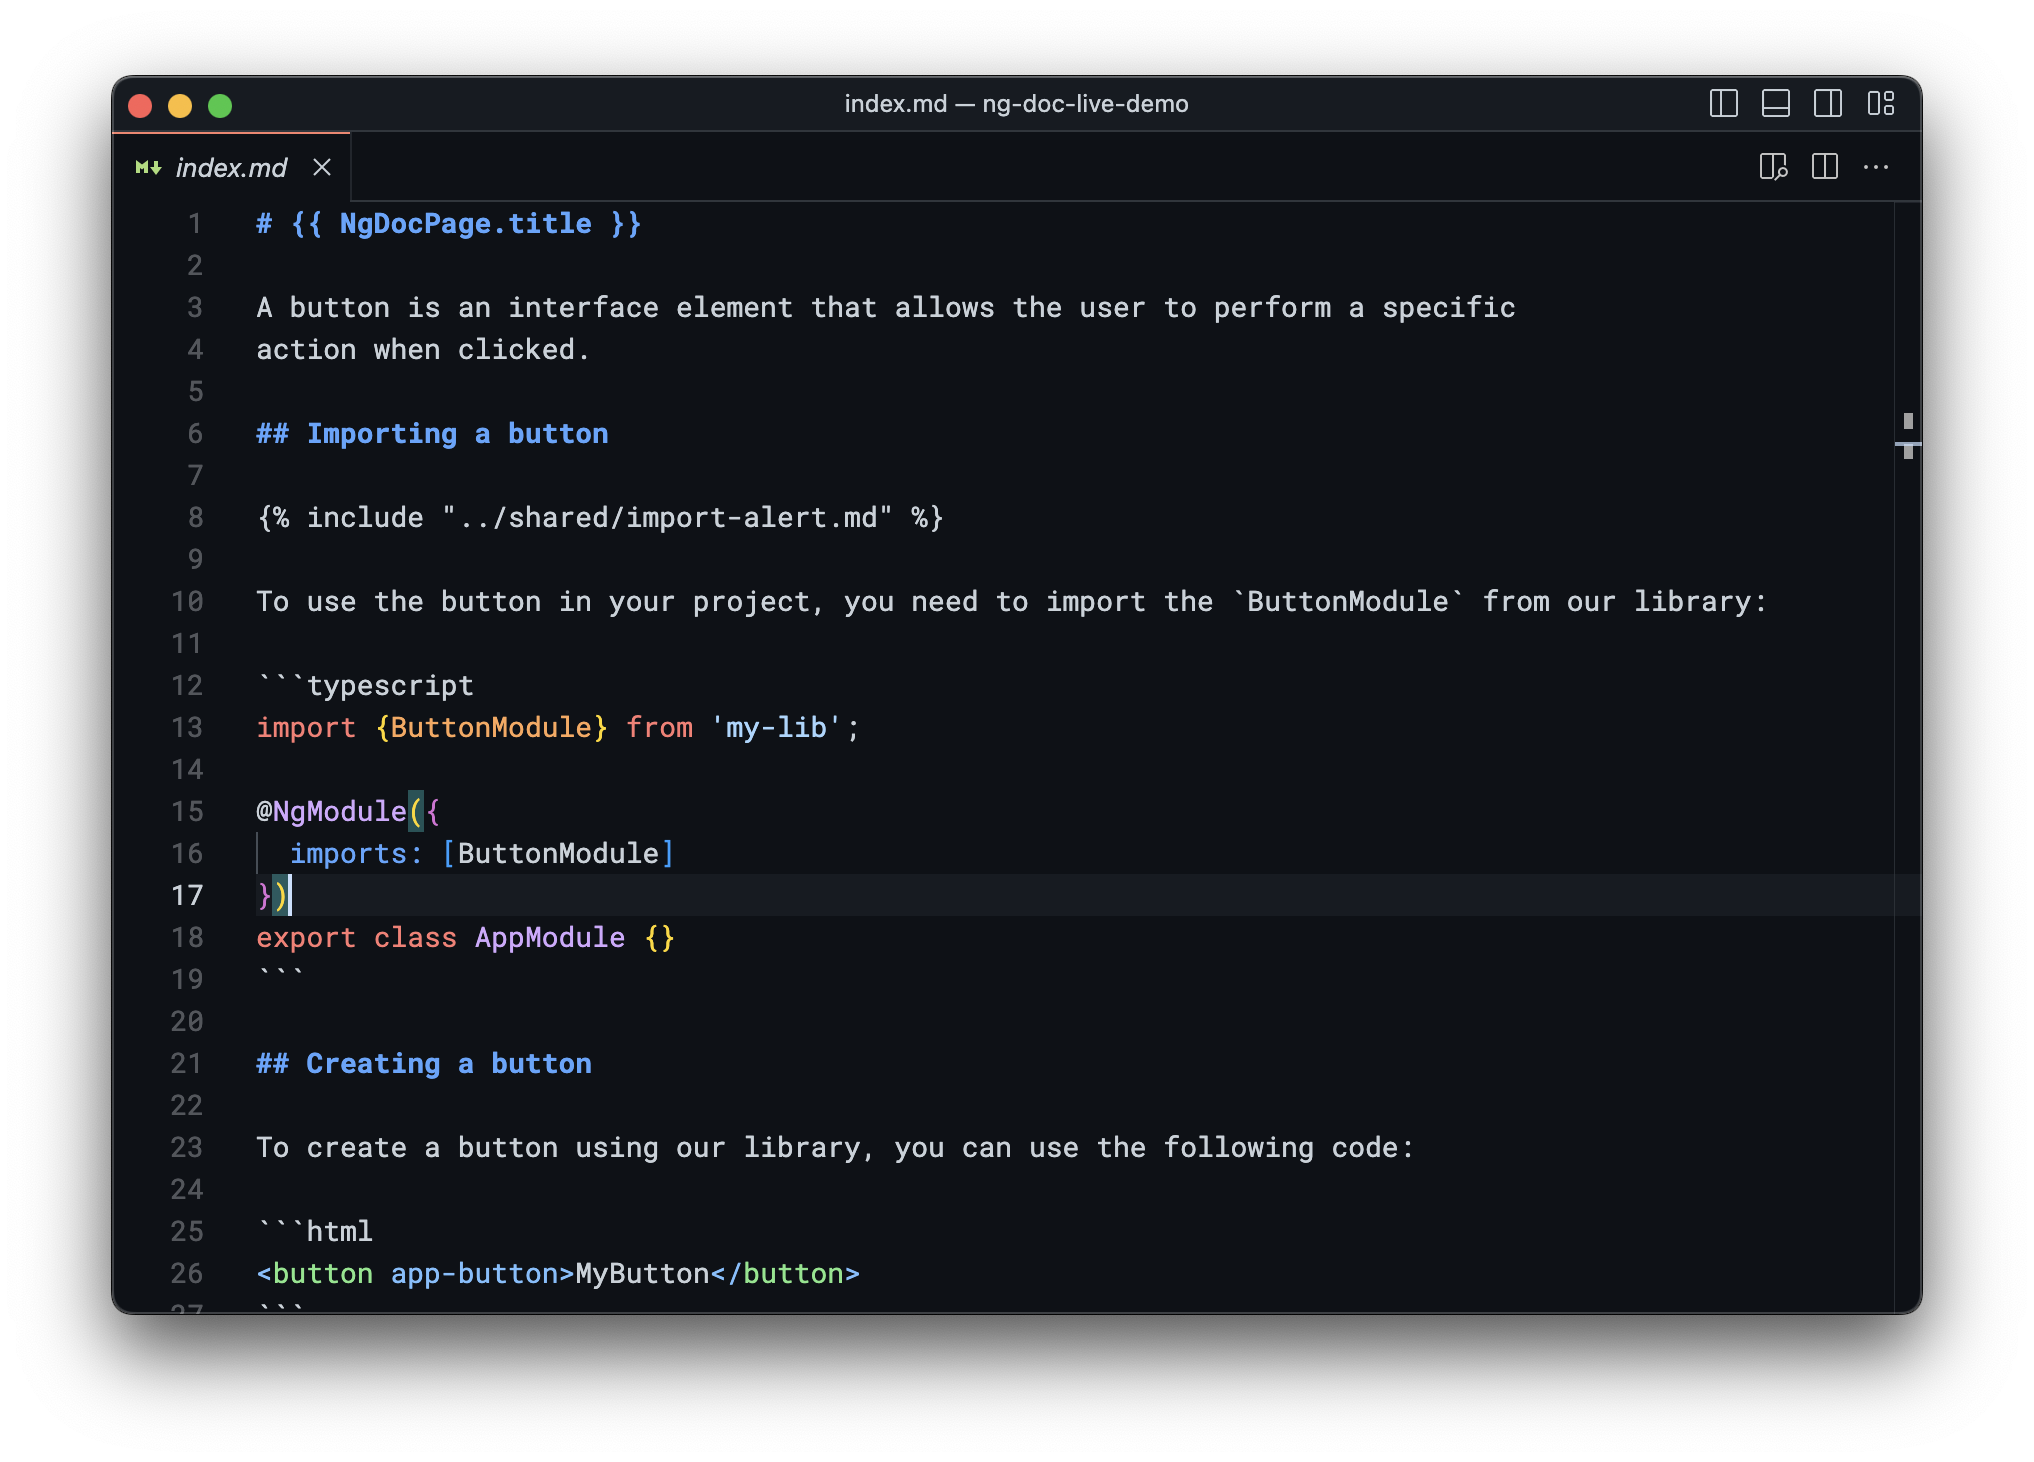 index.md — ng-doc-live-demo
index.md
1 # {{ NgDocPage.title }}
2
3 A button is an interface element that allows the user to perform a specific
4 action when clicked.
5
6 ## Importing a button
7
8 {% include "../shared/import-alert.md" %}
9
10 To use the button in your project, you need to import the `ButtonModule` from our library:
11
12 ```typescript
13 import {ButtonModule} from 'my-lib';
14
15 @NgModule({
16   imports: [ButtonModule]
17 })
18 export class AppModule {}
19 ```
20
21 ## Creating a button
22
23 To create a button using our library, you can use the following code:
24
25 ```html
26 <button app-button>MyButton</button>
27 ```